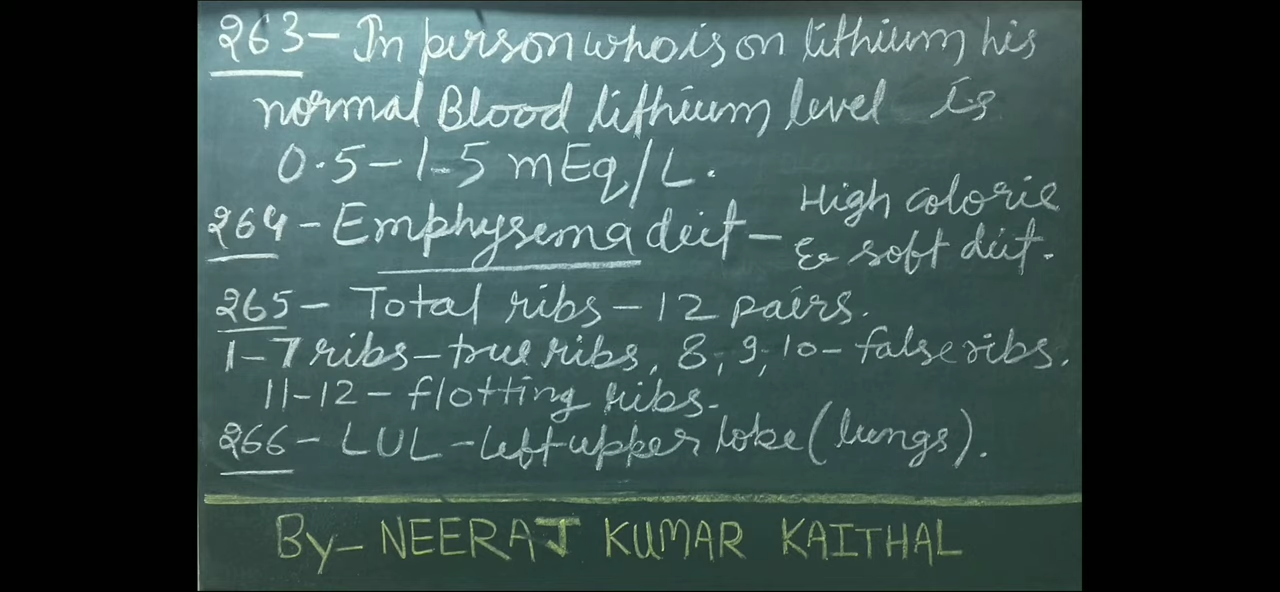 263- In person who is on lithium his
normal Blood lithium level is
0.5-1.5 mEq/L.
264- Emphysema deit- High calorie
& soft deit.
265- Total ribs-12 pairs.
1-7 ribs-true ribs, 8, 9, 10- false ribs.
11-12- flotting ribs.
266- LUL-left upper lobe (lungs).
By- NEERAJ KUMAR KAITHAL